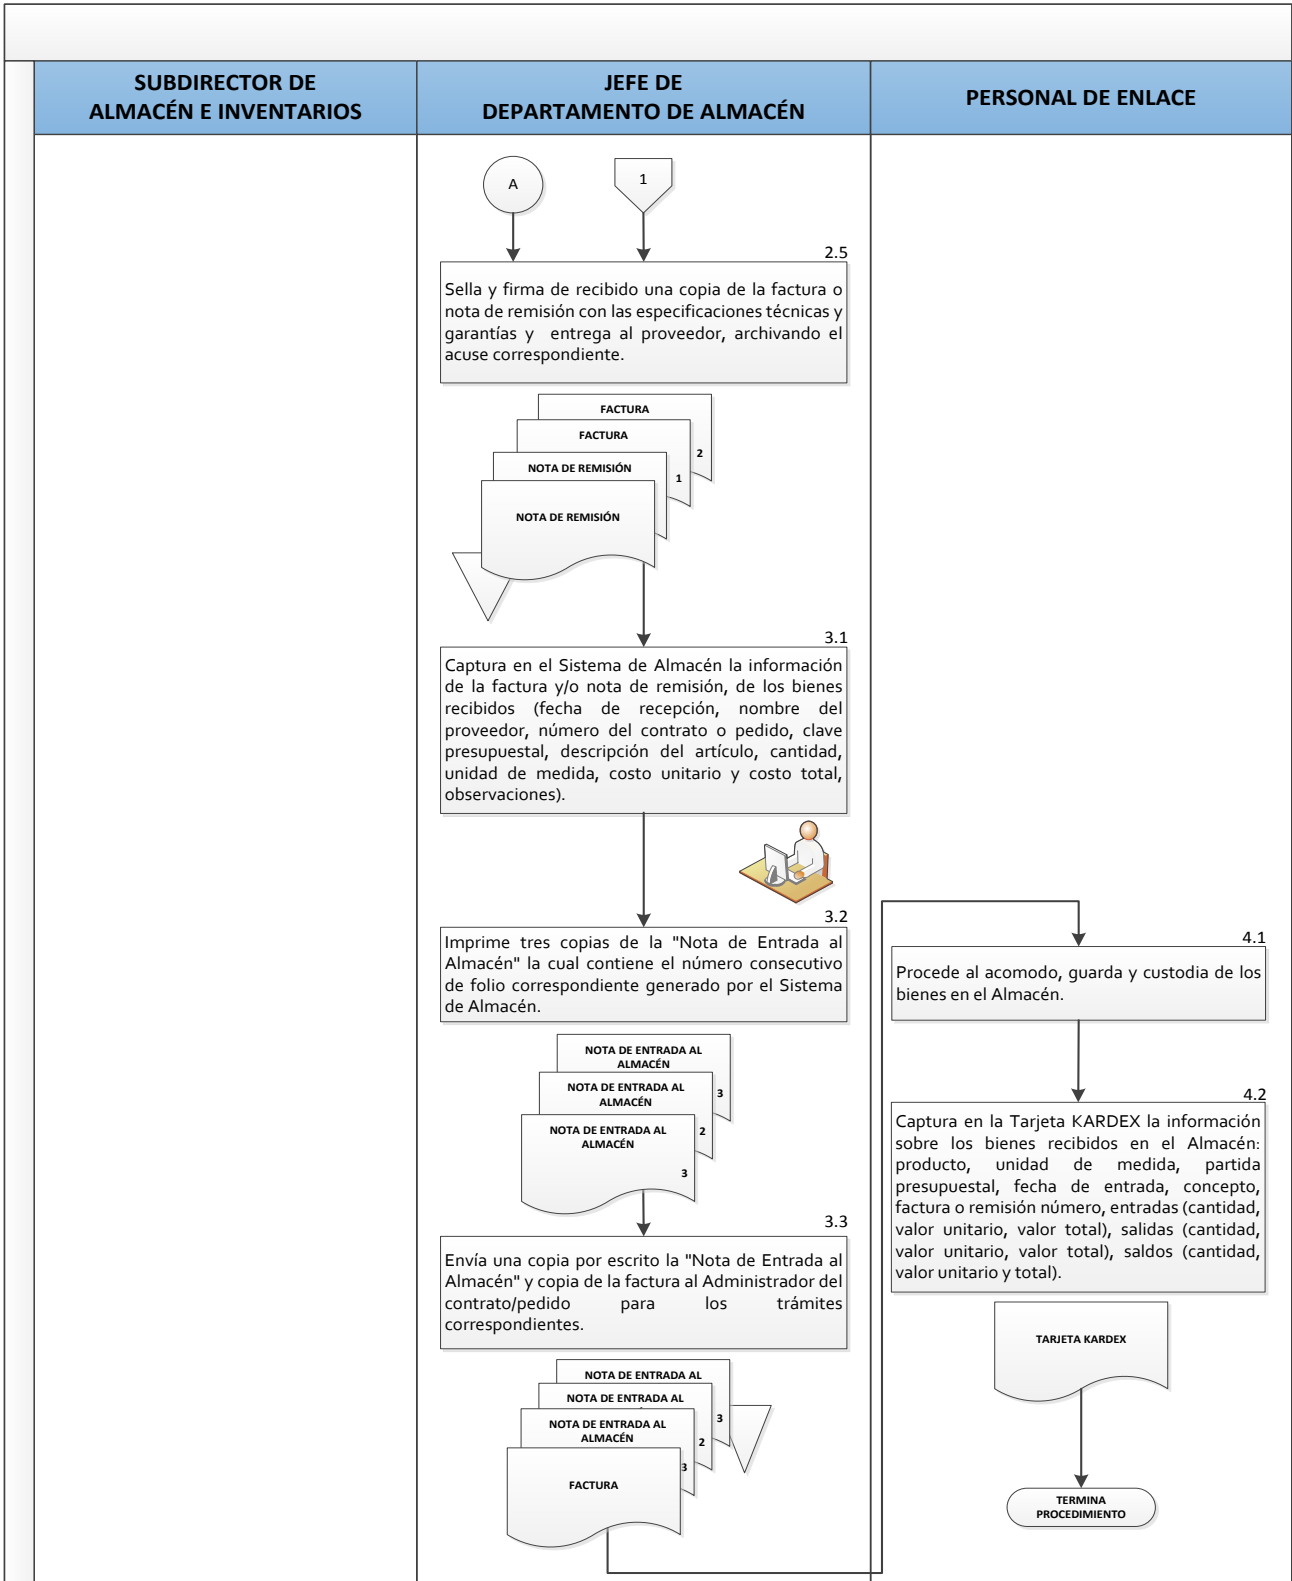 SUBDIRECTOR DE
ALMACÉN E INVENTARIOS
JEFE DE
DEPARTAMENTO DE ALMACÉN
PERSONAL DE ENLACE
A
1
2.5
Sella y firma de recibido una copia de la factura o
nota de remisión con las especificaciones técnicas y
garantías y entrega al proveedor, archivando el
acuse correspondiente.
FACTURA
2
FACTURA
1
NOTA DE REMISIÓN
NOTA DE REMISIÓN
3.1
Captura en el Sistema de Almacén la información
de la factura y/o nota de remisión, de los bienes
recibidos (fecha de recepción, nombre del
proveedor, número del contrato o pedido, clave
presupuestal, descripción del artículo, cantidad,
unidad de medida, costo unitario y costo total,
observaciones).
3.2
Imprime tres copias de la "Nota de Entrada al
Almacén" la cual contiene el número consecutivo
de folio correspondiente generado por el Sistema
de Almacén.
NOTA DE ENTRADA AL
ALMACÉN
3
NOTA DE ENTRADA AL
ALMACÉN
2
NOTA DE ENTRADA AL
ALMACÉN
3
3.3
Envía una copia por escrito la "Nota de Entrada al
Almacén" y copia de la factura al Administrador del
contrato/pedido para los trámites
correspondientes.
NOTA DE ENTRADA AL
3
NOTA DE ENTRADA AL
2
NOTA DE ENTRADA AL
ALMACÉN
3
FACTURA
4.1
Procede al acomodo, guarda y custodia de los
bienes en el Almacén.
4.2
Captura en la Tarjeta KARDEX la información
sobre los bienes recibidos en el Almacén:
producto, unidad de medida, partida
presupuestal, fecha de entrada, concepto,
factura o remisión número, entradas (cantidad,
valor unitario, valor total), salidas (cantidad,
valor unitario, valor total), saldos (cantidad,
valor unitario y total).
TARJETA KARDEX
TERMINA
PROCEDIMIENTO